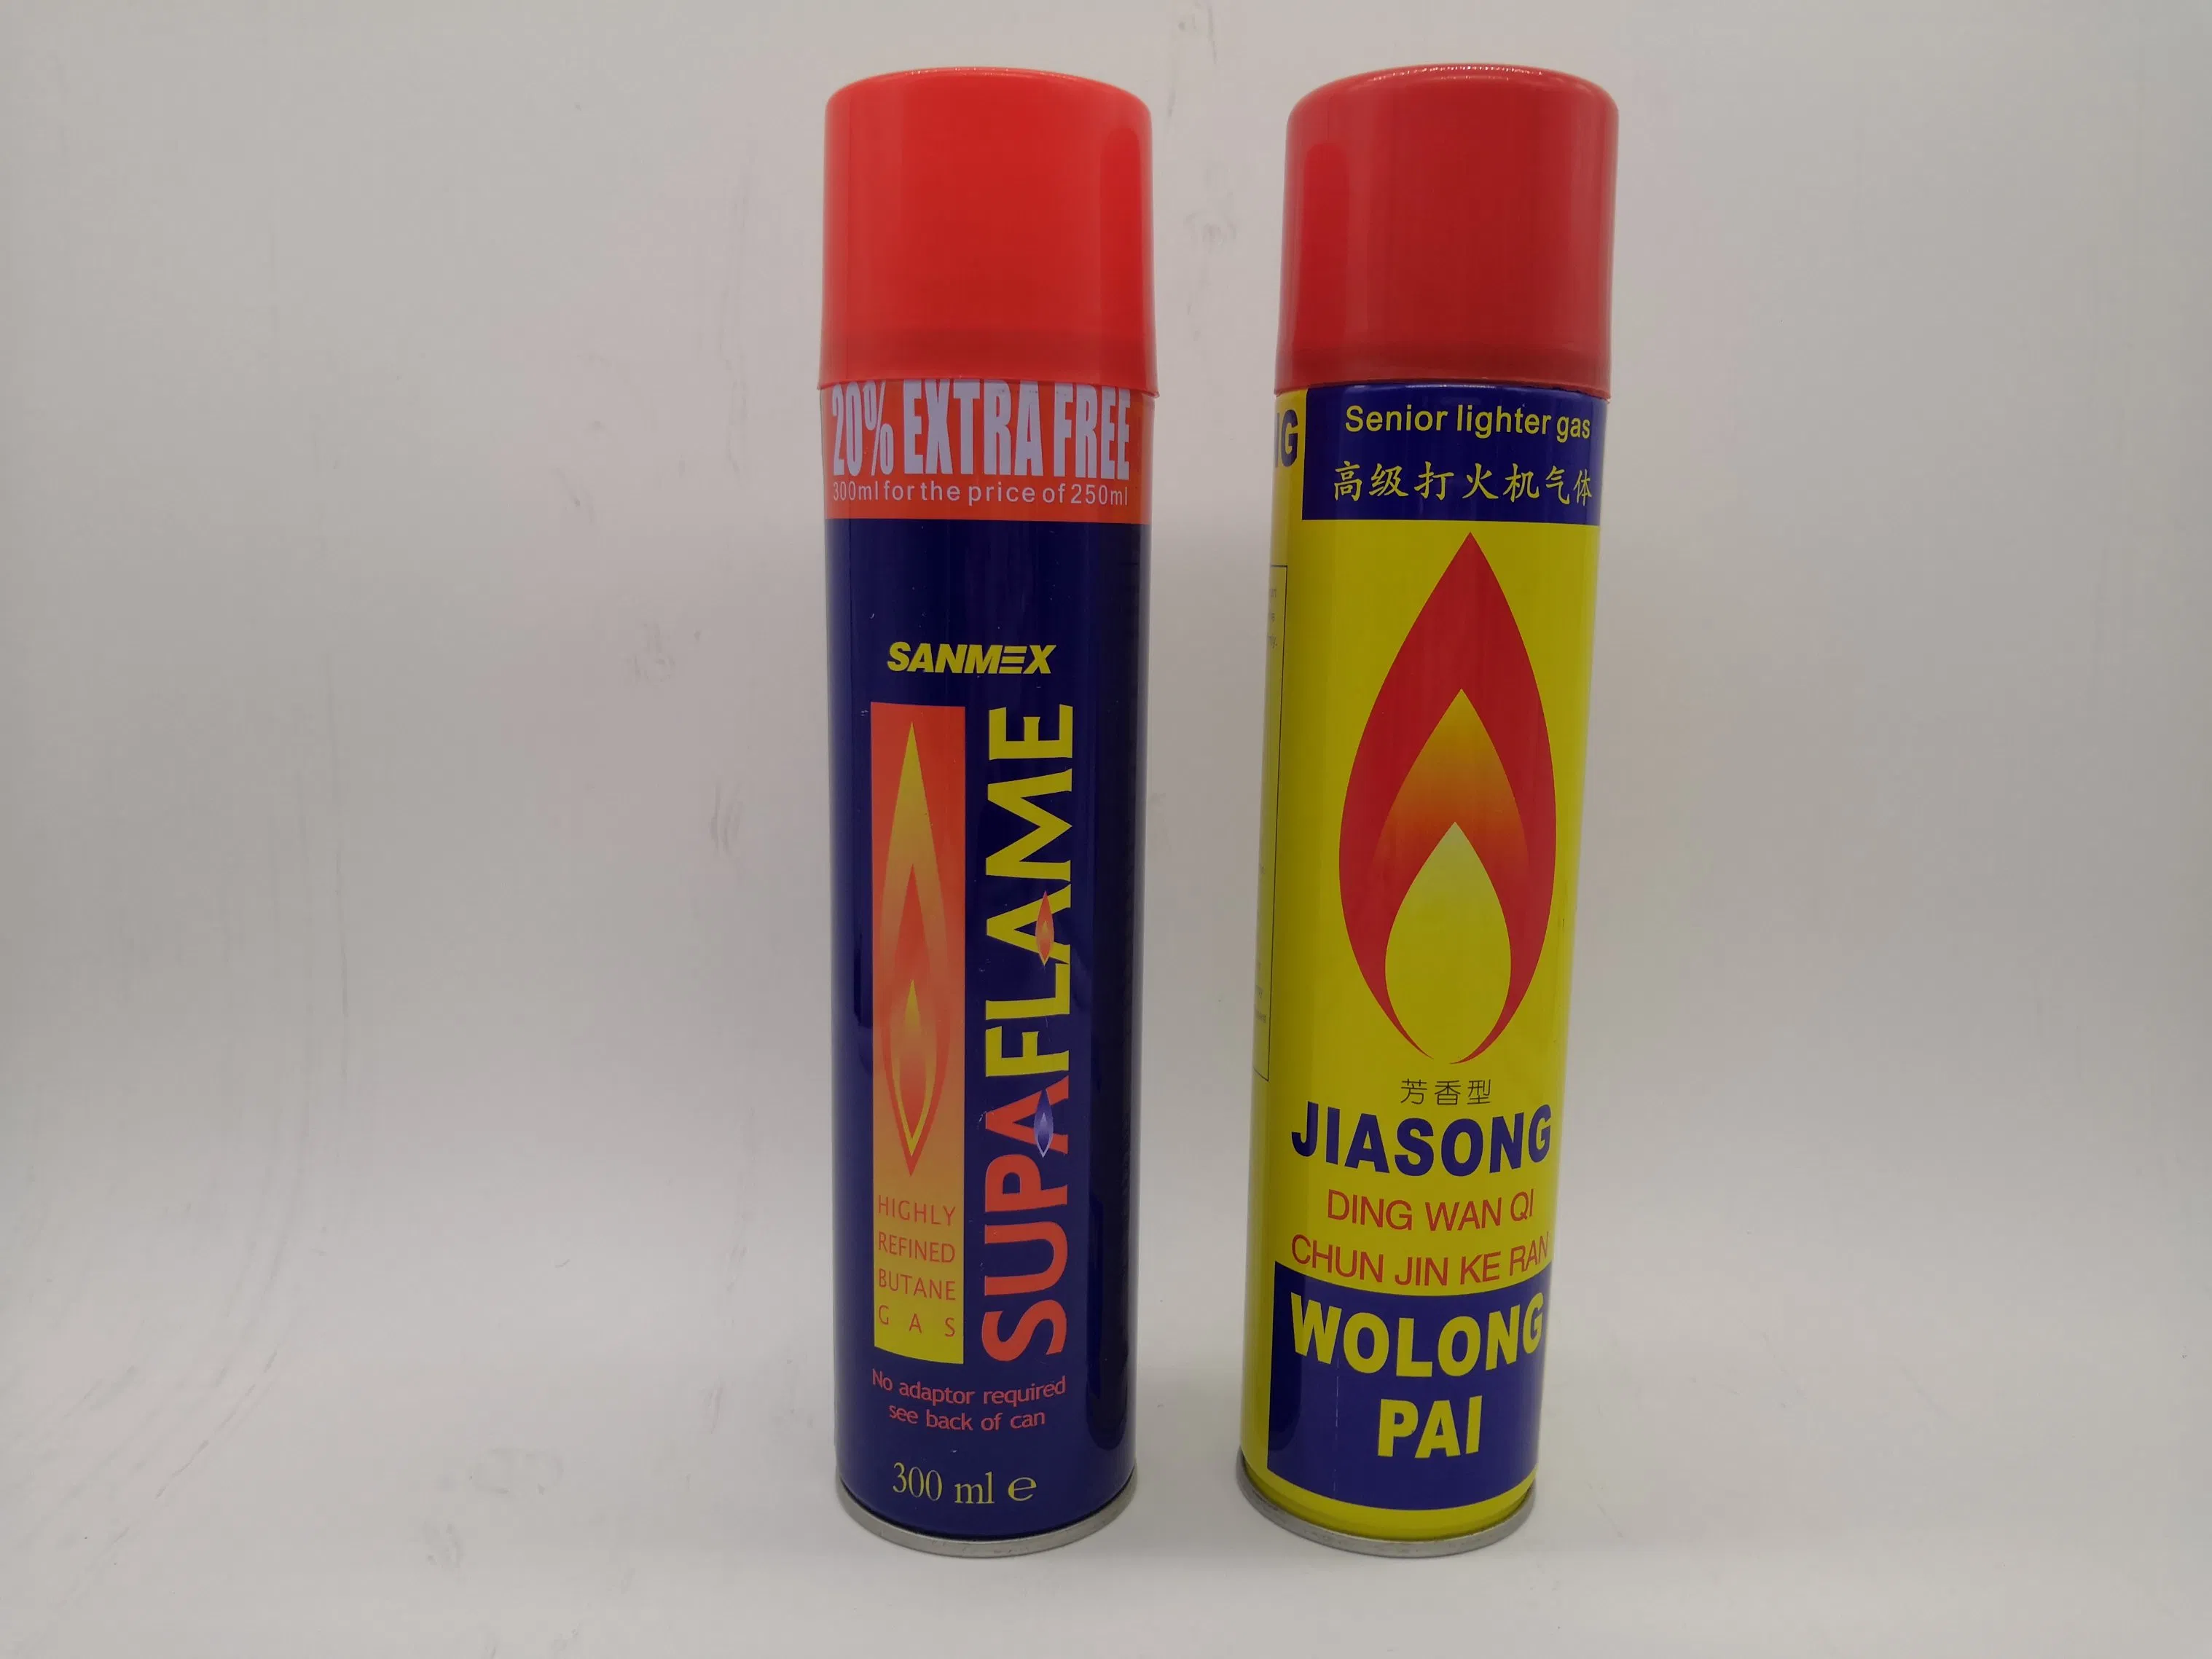 20% EXTRA FREE
300ml for the price of 250ml
SANMEX
SUPAFLAME
HIGHLY
REFINED
BUTANE
GAS
No adaptor required
see back of can
300 ml ℮
Senior lighter gas
高级打火机气体
芳香型
JIASONG
DING WAN QI
CHUN JIN KE RAN
WOLONG
PAI